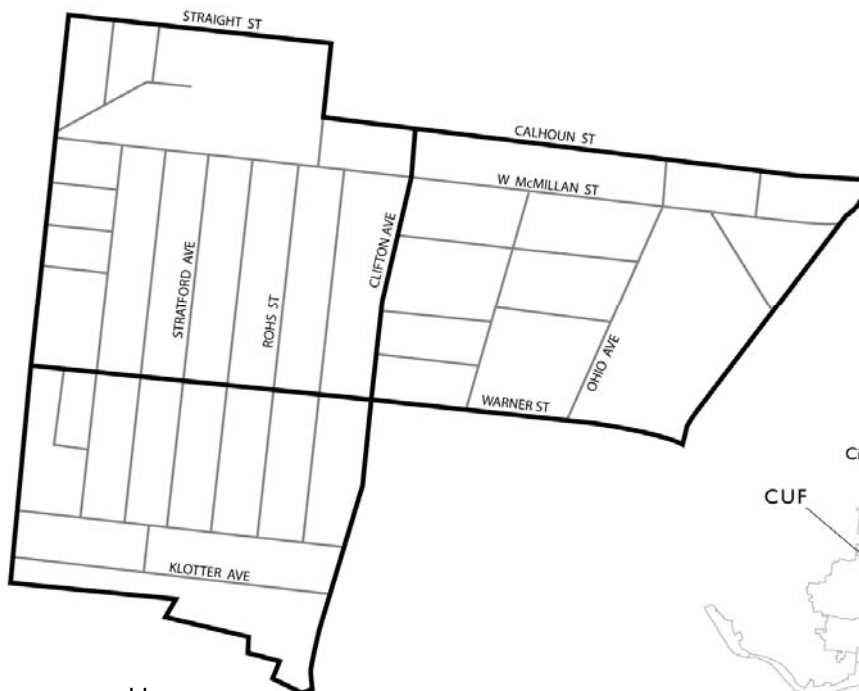 STRAIGHT ST
CALHOUN ST
W McMILLAN ST
CLIFTON AVE
STRATFORD AVE
ROHS ST
OHIO AVE
WARNER ST
CUF
KLOTTER AVE